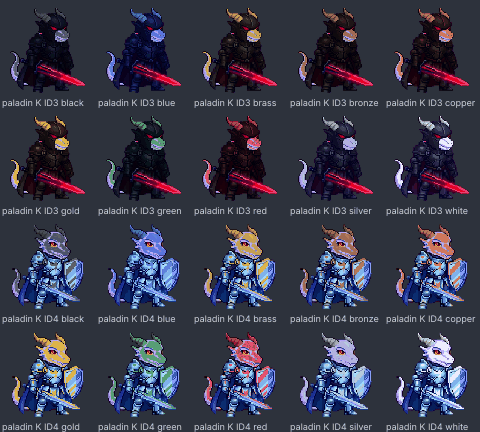 paladin K ID3 black
paladin K ID3 blue
paladin K ID3 brass
paladin K ID3 bronze
paladin K ID3 copper
paladin K ID3 gold
paladin K ID3 green
paladin K ID3 red
paladin K ID3 silver
paladin K ID3 white
paladin K ID4 black
paladin K ID4 blue
paladin K ID4 brass
paladin K ID4 bronze
paladin K ID4 copper
paladin K ID4 gold
paladin K ID4 green
paladin K ID4 red
paladin K ID4 silver
paladin K ID4 white